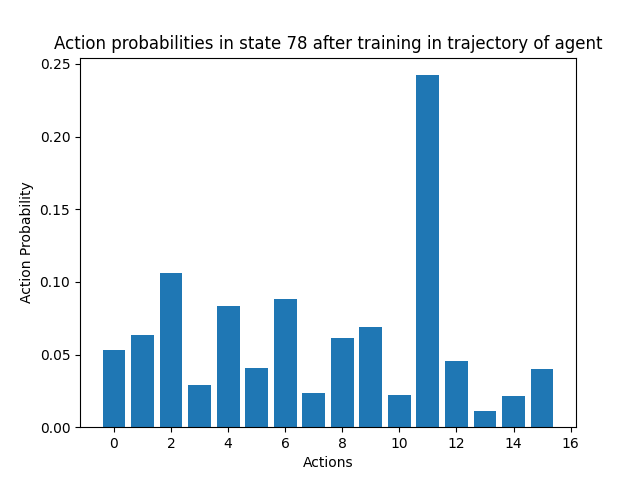 Action probabilities in state 78 after training in trajectory of agent
0.25
0.20
0.15
0.10
0.05
0.00
Action Probability
0 2 4 6 8 10 12 14 16
Actions